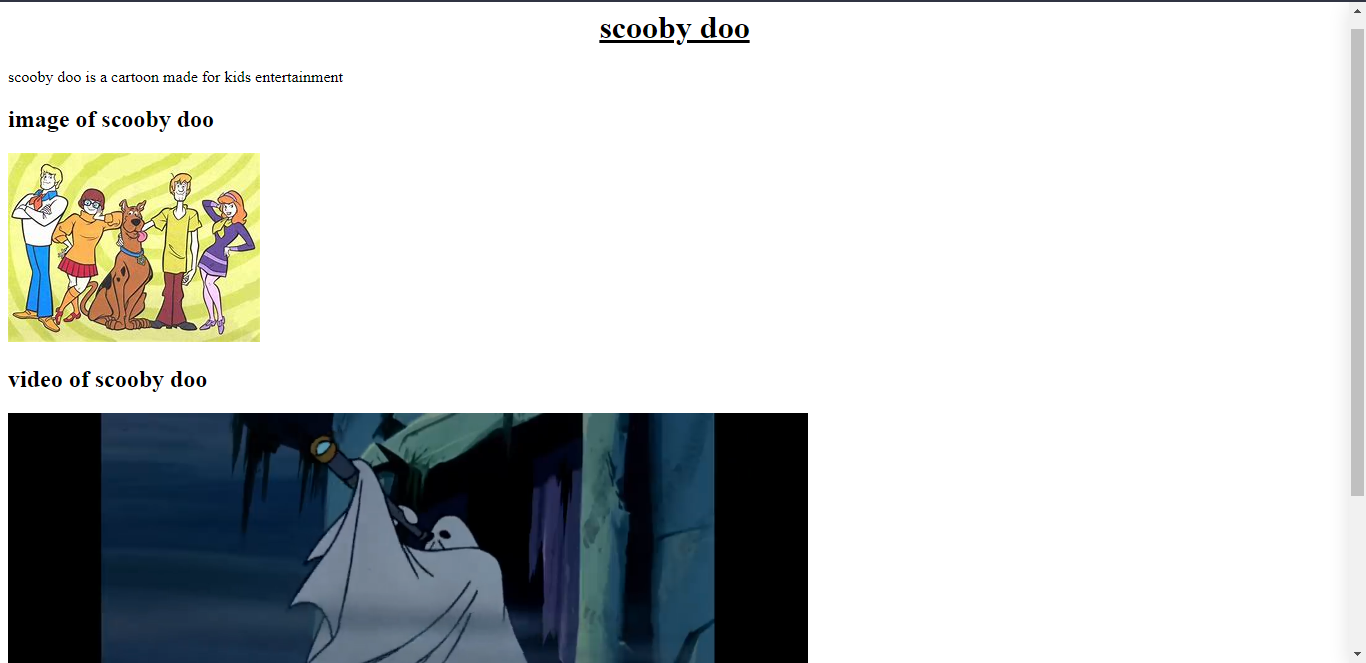 scooby doo
scooby doo is a cartoon made for kids entertainment
image of scooby doo
video of scooby doo